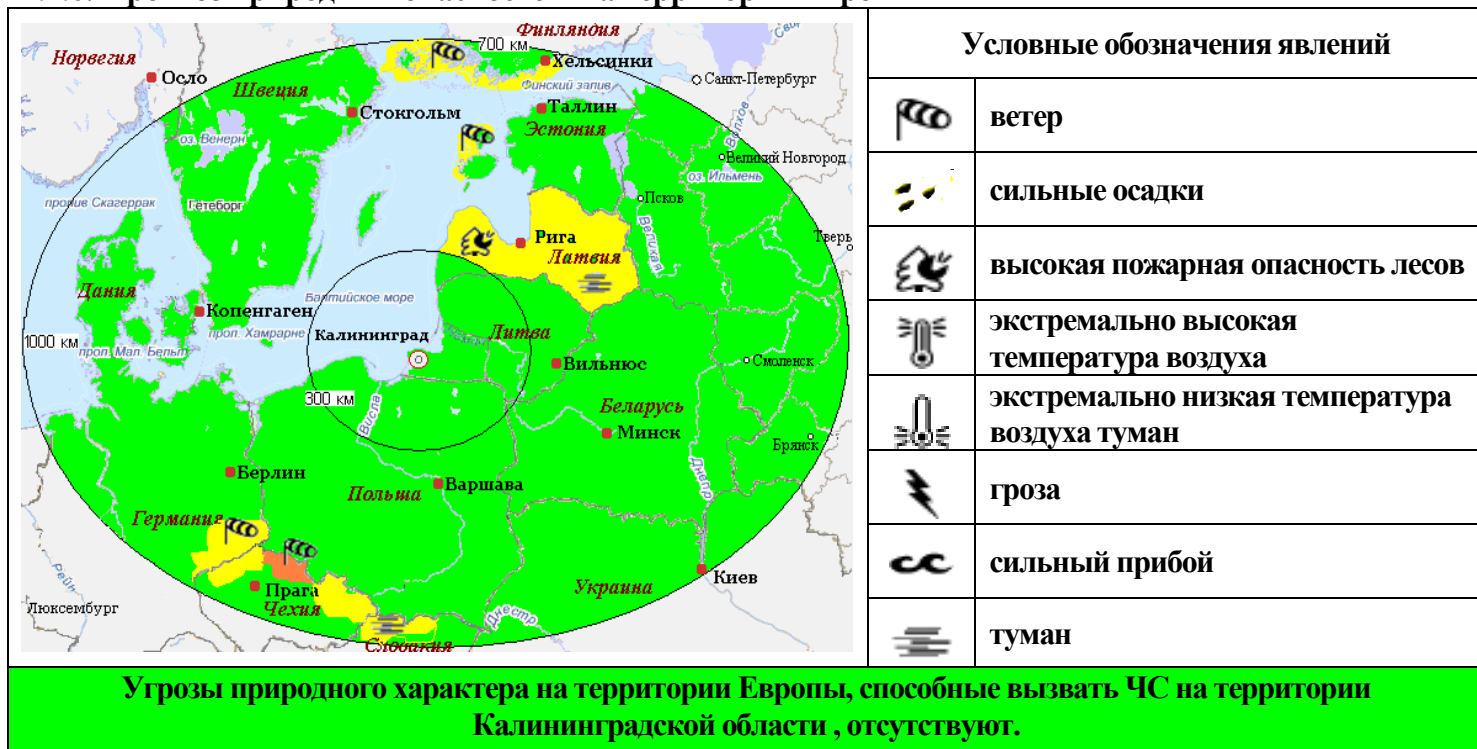 Норвегия
Осло
Швеция
Финляндия
700 км
Хельсинки
Финский запив
Санкт-Петербург
Стокгольм
Таллин
Эстония
Волхов
оз. Венерн
Великий Новгород
оз. Ильмень
Псков
пролив Скагеррак
Гётеборг
Великая
Тверь
Рига
Латвия
Дания
Балтийское море
Копенгаген
прол. Хамрарне
Калининград
Литва
1000 км
прол. Мал. Бельт
Вильнюс
Смоленск
300 км
Висла
Беларусь
Минск
Брянск
Днепр
Берлин
Польша
Варшава
Германия
Рейн
Прага
Чехия
Украина
Киев
Люксембург
Днестр
Словакия
Условные обозначения явлений
ветер
сильные осадки
высокая пожарная опасность лесов
экстремально высокая
температура воздуха
экстремально низкая температура
воздуха туман
гроза
сильный прибой
туман
Угрозы природного характера на территории Европы, способные вызвать ЧС на территории
Калининградской области , отсутствуют.